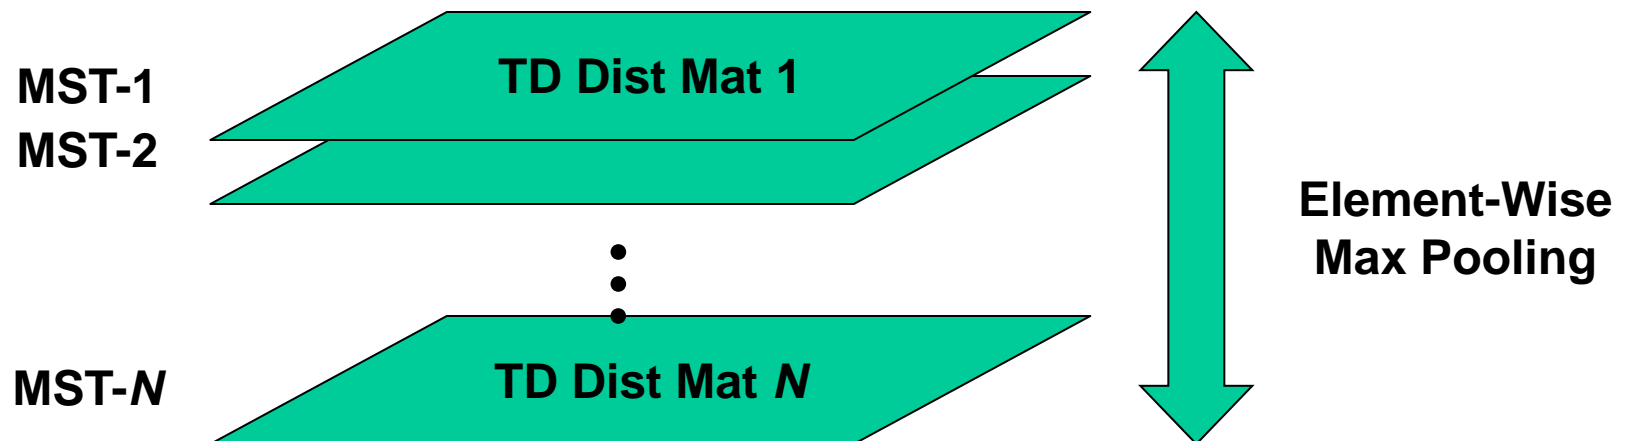 TD Dist Mat 1
MST-1
MST-2
Element-Wise
Max Pooling
TD Dist Mat N
MST-N